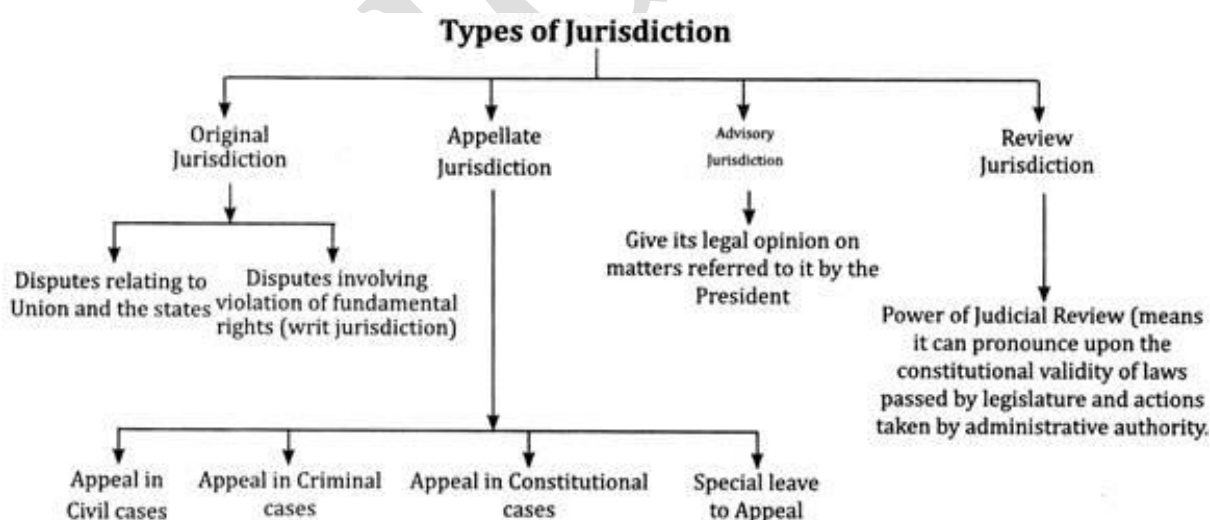 Types of Jurisdiction
Original
Jurisdiction
Appellate
Jurisdiction
Advisory
Jurisdiction
Review
Jurisdiction
Disputes relating to
Union and the states
Disputes involving
violation of fundamental
rights (writ jurisdiction)
Give its legal opinion on
matters referred to it by the
President
Power of Judicial Review (means
it can pronounce upon the
constitutional validity of laws
passed by legislature and actions
taken by administrative authority.
Appeal in
Civil cases
Appeal in Criminal
cases
Appeal in Constitutional
cases
Special leave
to Appeal